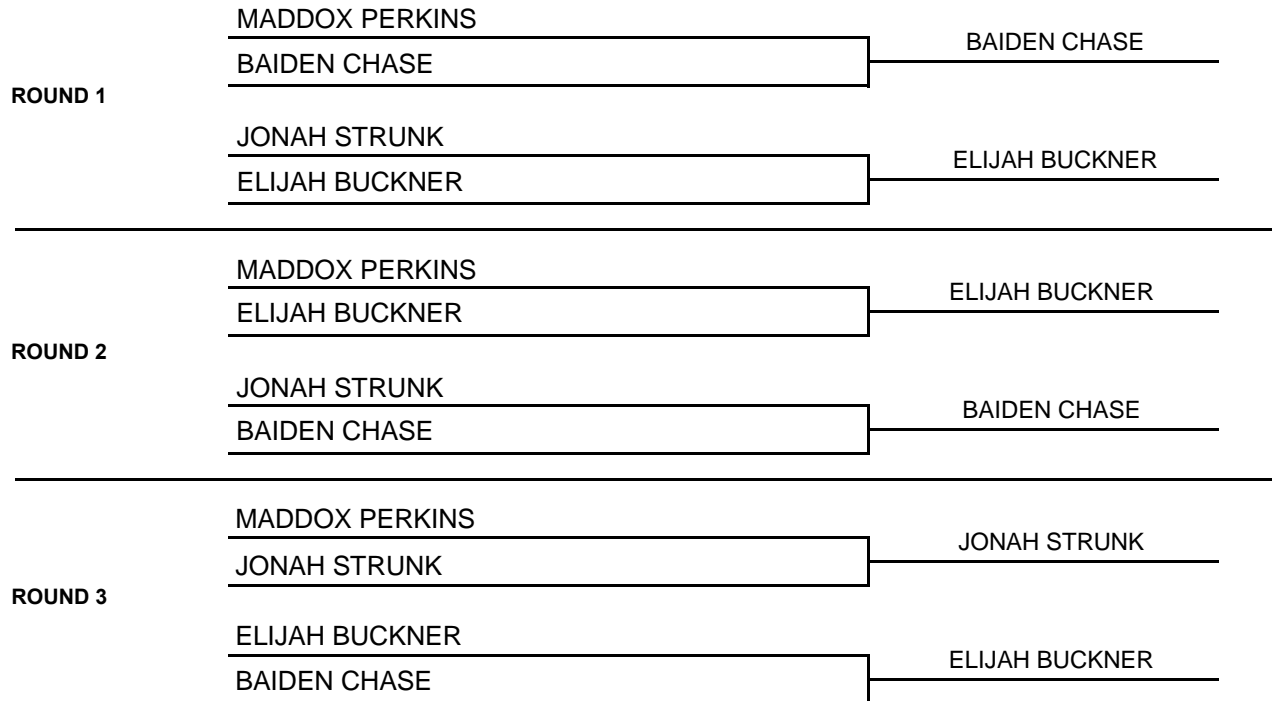 MADDOX PERKINS
BAIDEN CHASE
BAIDEN CHASE
ROUND 1
JONAH STRUNK
ELIJAH BUCKNER
ELIJAH BUCKNER
MADDOX PERKINS
ELIJAH BUCKNER
ELIJAH BUCKNER
ROUND 2
JONAH STRUNK
BAIDEN CHASE
BAIDEN CHASE
MADDOX PERKINS
JONAH STRUNK
JONAH STRUNK
ROUND 3
ELIJAH BUCKNER
ELIJAH BUCKNER
BAIDEN CHASE